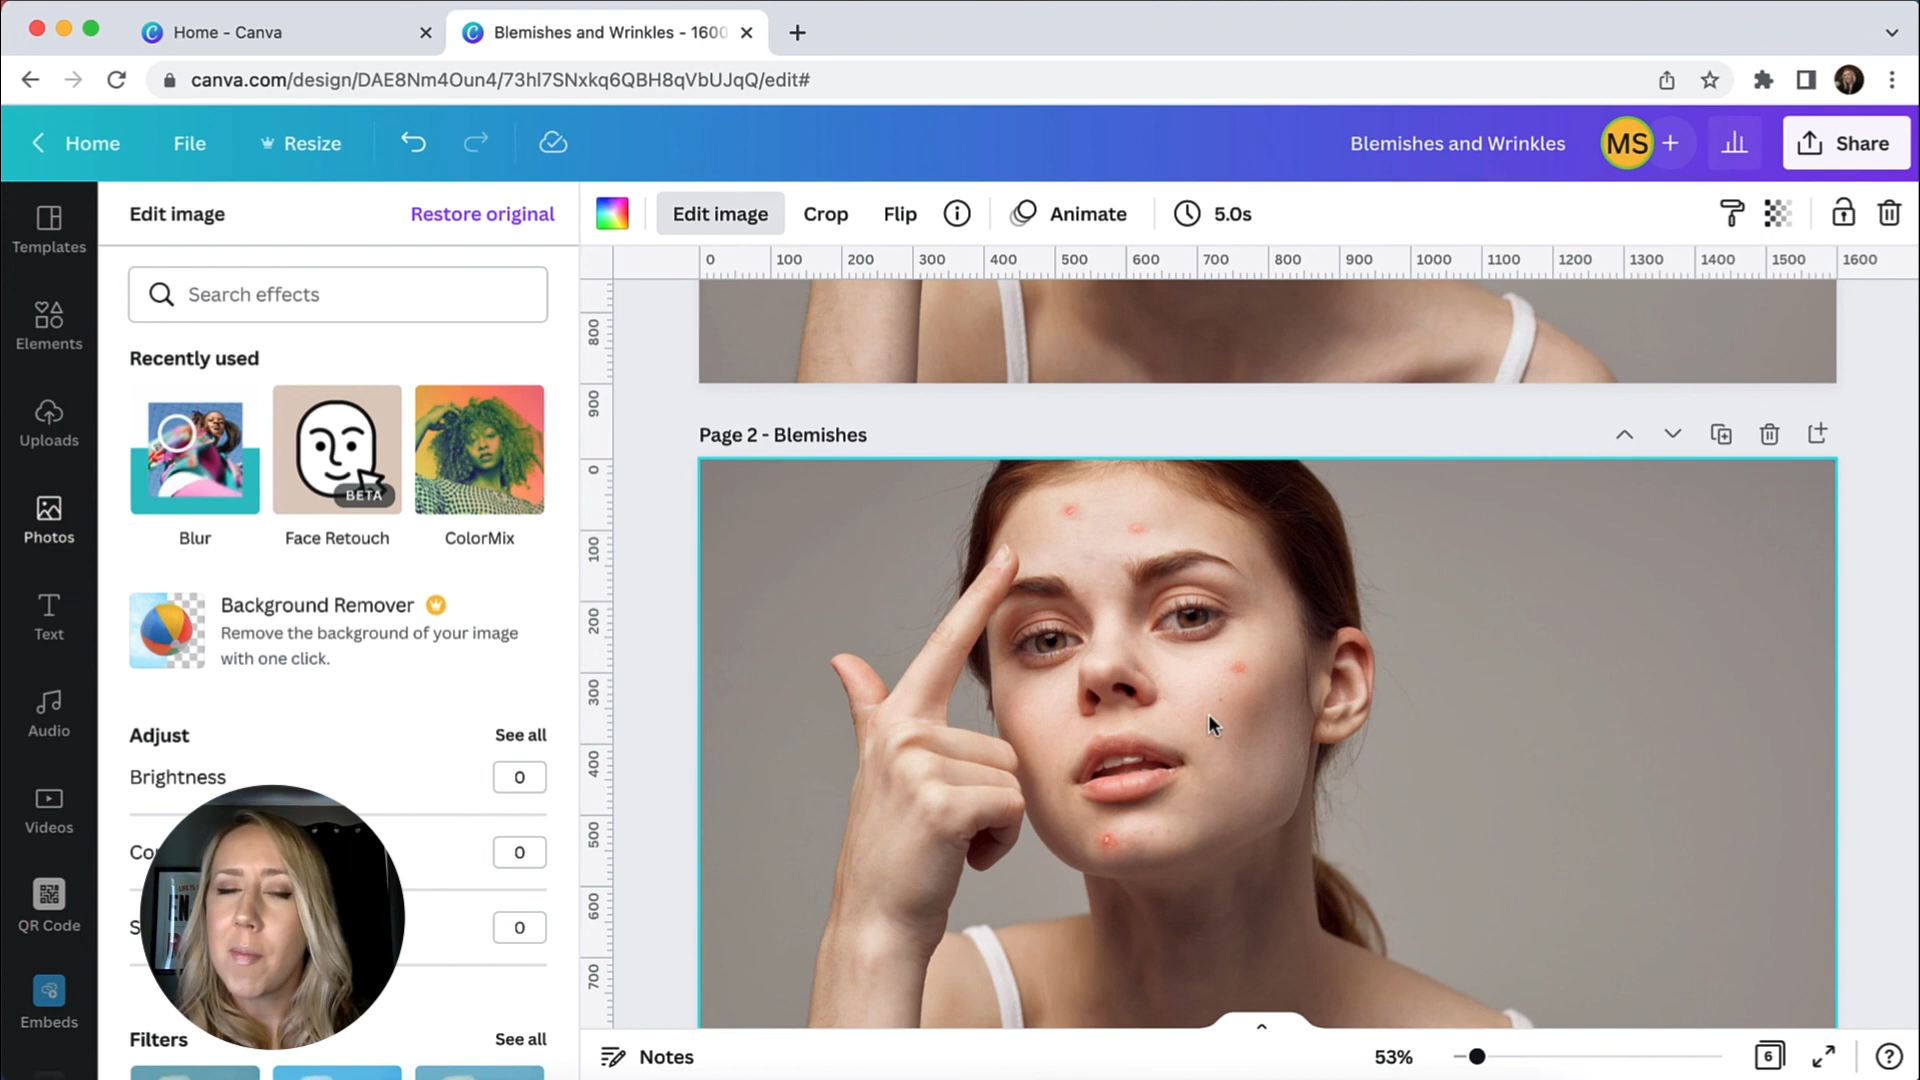 Home - Canva
Blemishes and Wrinkles - 1600
canva.com/design/DAE8Nm4Oun4/73hl7SNxkq6QBH8qVbUJqQ/edit#
Home File Resize
Blemishes and Wrinkles MS + Share
Templates
Elements
Uploads
Photos
Text
Audio
Videos
QR Code
Embeds
Edit image Restore original
Search effects
Recently used
BETA
Blur Face Retouch ColorMix
Background Remover
Remove the background of your image
with one click.
Adjust See all
Brightness 0
Co 0
S 0
Filters See all
Edit image Crop Flip Animate 5.0s
0 100 200 300 400 500 600 700 800 900 1000 1100 1200 1300 1400 1500 1600
800
900
0
100
200
300
400
500
600
700
Page 2 - Blemishes
Notes 53% 6 ?